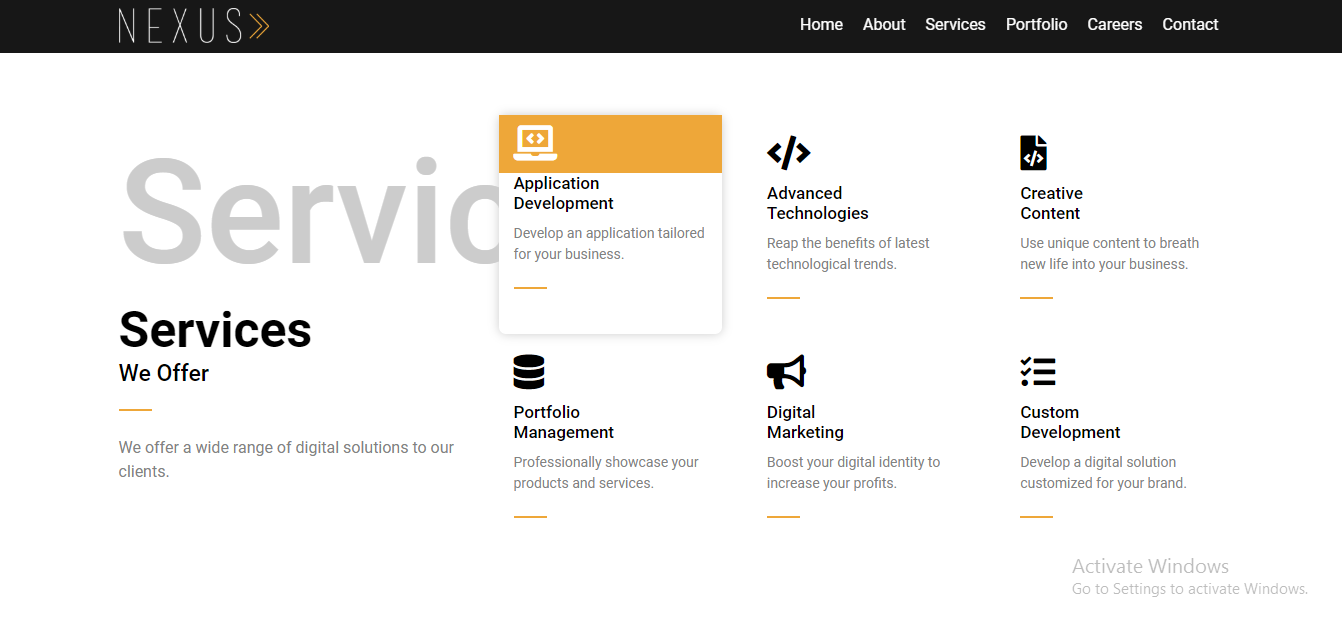 NEXUS
Home About Services Portfolio Careers Contact
Servic
Services
We Offer
We offer a wide range of digital solutions to our
clients.
Application
Development
Develop an application tailored
for your business.
Advanced
Technologies
Reap the benefits of latest
technological trends.
Creative
Content
Use unique content to breath
new life into your business.
Portfolio
Management
Professionally showcase your
products and services.
Digital
Marketing
Boost your digital identity to
increase your profits.
Custom
Development
Develop a digital solution
customized for your brand.
Activate Windows
Go to Settings to activate Windows.